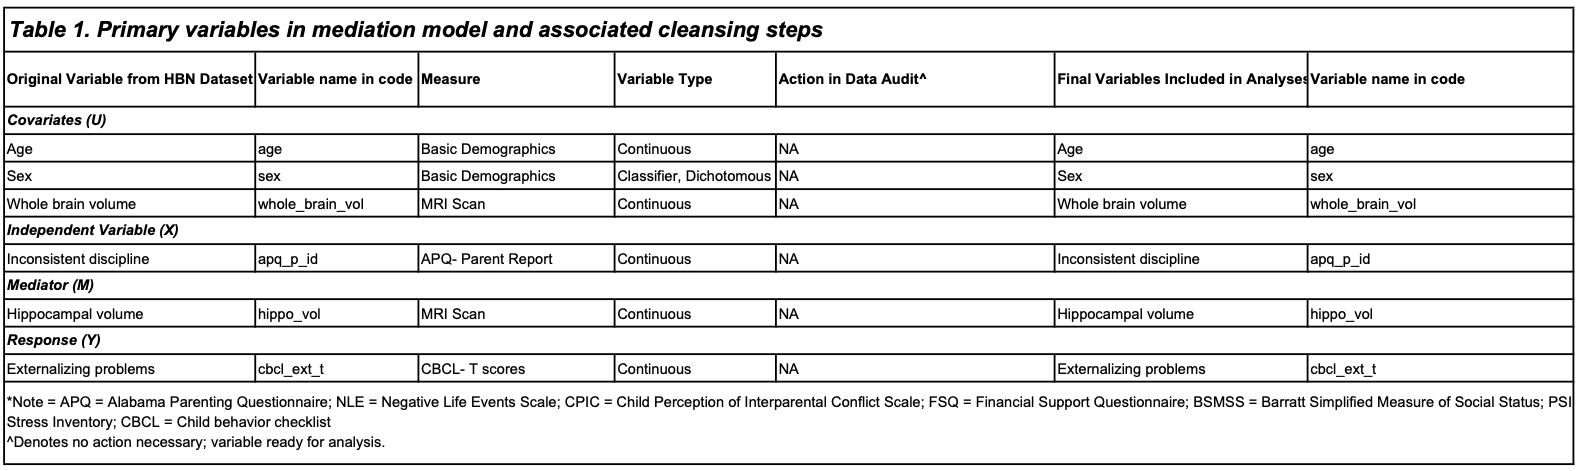 Table 1. Primary variables in mediation model and associated cleansing steps
Original Variable from HBN Dataset Variable name in code Measure Variable Type Action in Data Audit^ Final Variables Included in Analyses Variable name in code
Covariates (U)
Age age Basic Demographics Continuous NA Age age
Sex sex Basic Demographics Classifier, Dichotomous NA Sex sex
Whole brain volume whole_brain_vol MRI Scan Continuous NA Whole brain volume whole_brain_vol
Independent Variable (X)
Inconsistent discipline apq_p_id APQ- Parent Report Continuous NA Inconsistent discipline apq_p_id
Mediator (M)
Hippocampal volume hippo_vol MRI Scan Continuous NA Hippocampal volume hippo_vol
Response (Y)
Externalizing problems cbcl_ext_t CBCL- T scores Continuous NA Externalizing problems cbcl_ext_t
*Note = APQ = Alabama Parenting Questionnaire; NLE = Negative Life Events Scale; CPIC = Child Perception of Interparental Conflict Scale; FSQ = Financial Support Questionnaire; BSMSS = Barratt Simplified Measure of Social Status; PSI
Stress Inventory; CBCL = Child behavior checklist
^Denotes no action necessary; variable ready for analysis.